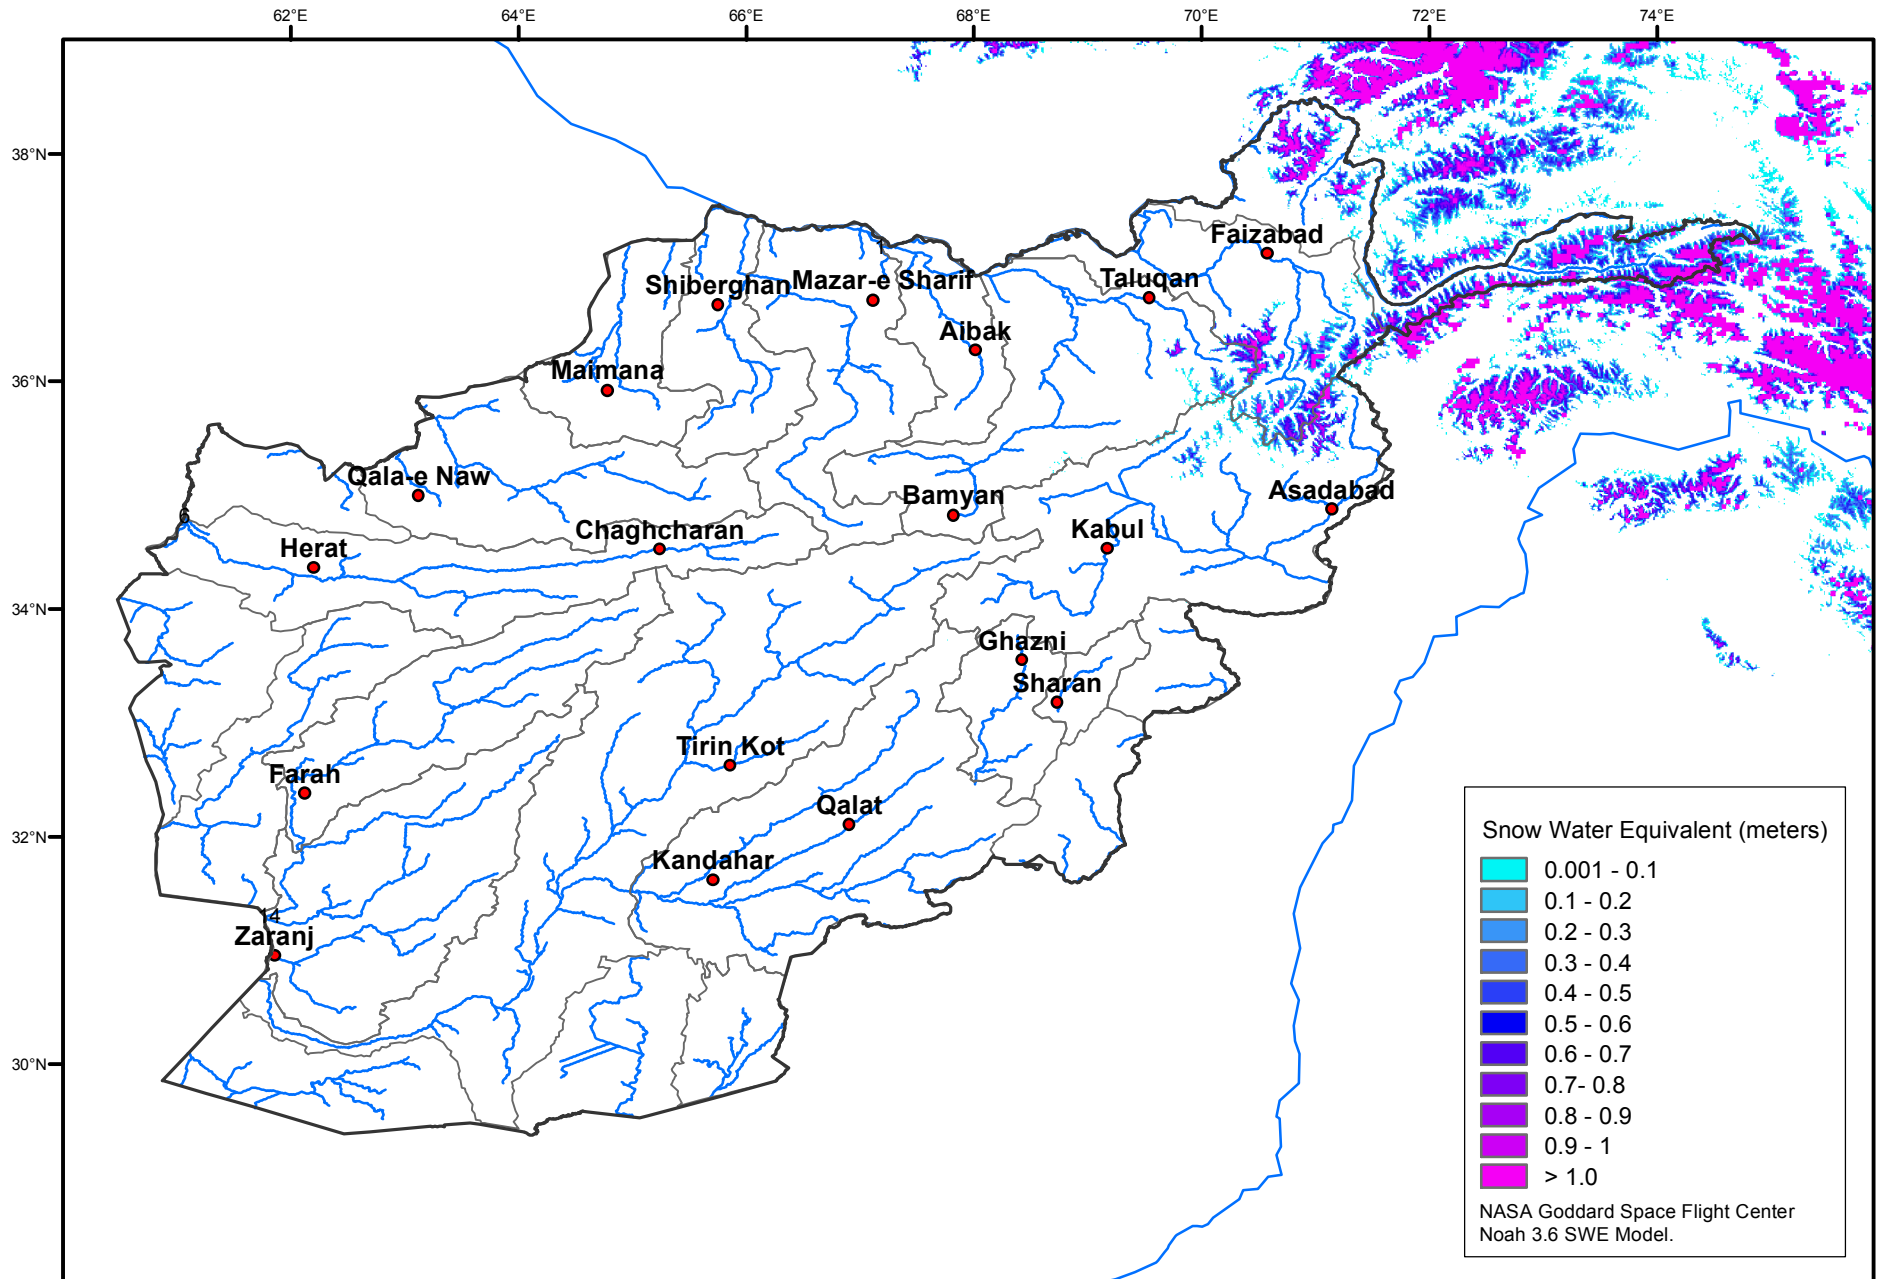 62°E
64°E
66°E
68°E
70°E
72°E
74°E
38°N
36°N
34°N
32°N
30°N
Faizabad
Taluqan
Shiberghan
Mazar-e Sharif
Aibak
Maimana
Qala-e Naw
Bamyan
Asadabad
6
Chaghcharan
Kabul
Herat
Ghazni
Sharan
Tirin Kot
Farah
Qalat
Kandahar
14
Zaranj
Snow Water Equivalent (meters)
0.001 - 0.1
0.1 - 0.2
0.2 - 0.3
0.3 - 0.4
0.4 - 0.5
0.5 - 0.6
0.6 - 0.7
0.7- 0.8
0.8 - 0.9
0.9 - 1
> 1.0
NASA Goddard Space Flight Center
Noah 3.6 SWE Model.